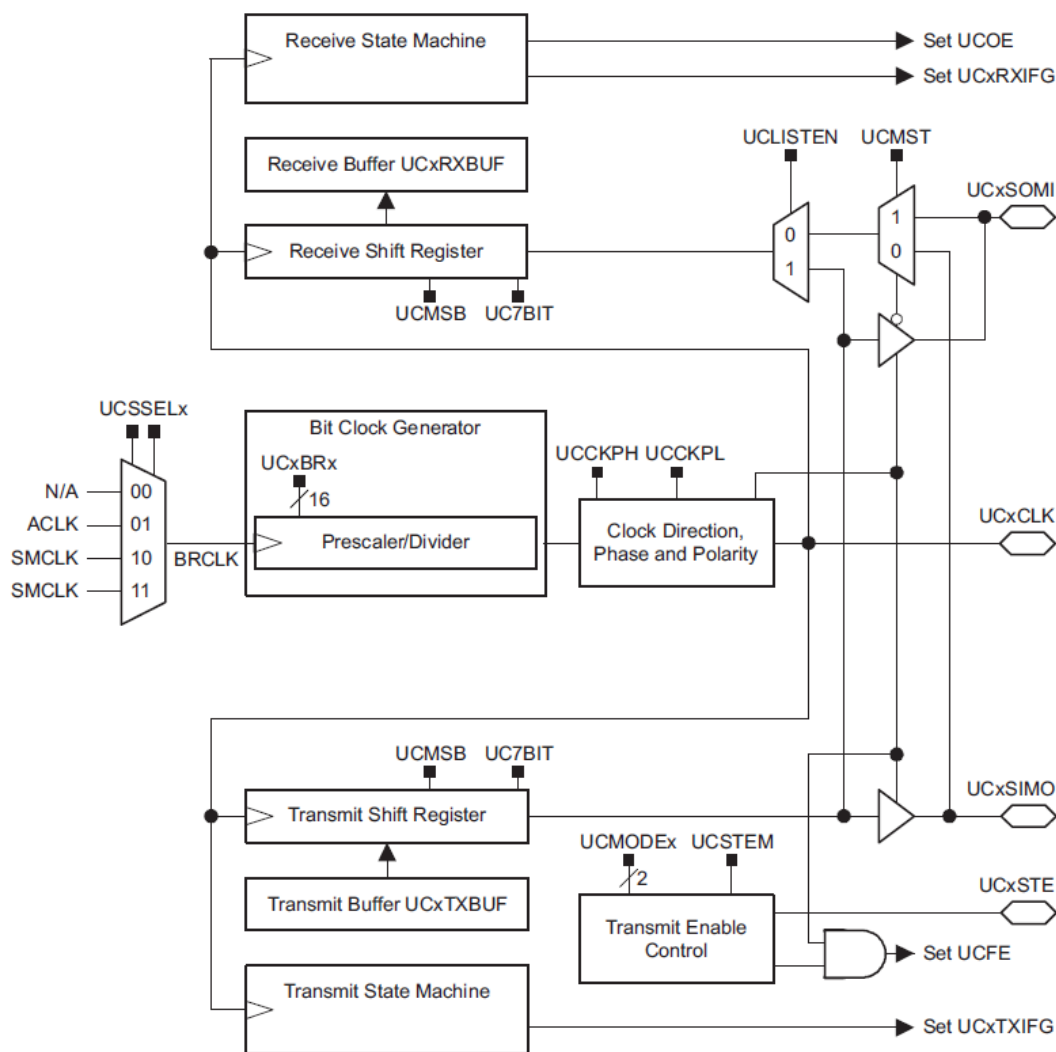 Receive State Machine
Set UCOE
Set UCxRXIFG
Receive Buffer UCxRXBUF
UCLISTEN
UCMST
UCxSOMI
Receive Shift Register
0
1
1
0
UCMSB
UC7BIT
UCSSELx
Bit Clock Generator
UCxBRx
16
UCCKPH
UCCKPL
N/A
00
ACLK
01
SMCLK
10
SMCLK
11
BRCLK
Prescaler/Divider
Clock Direction,
Phase and Polarity
UCxCLK
UCMSB
UC7BIT
Transmit Shift Register
UCxSIMO
UCMODEx
UCSTEM
2
Transmit Buffer UCxTXBUF
UCxSTE
Transmit Enable
Control
Set UCFE
Transmit State Machine
Set UCxTXIFG